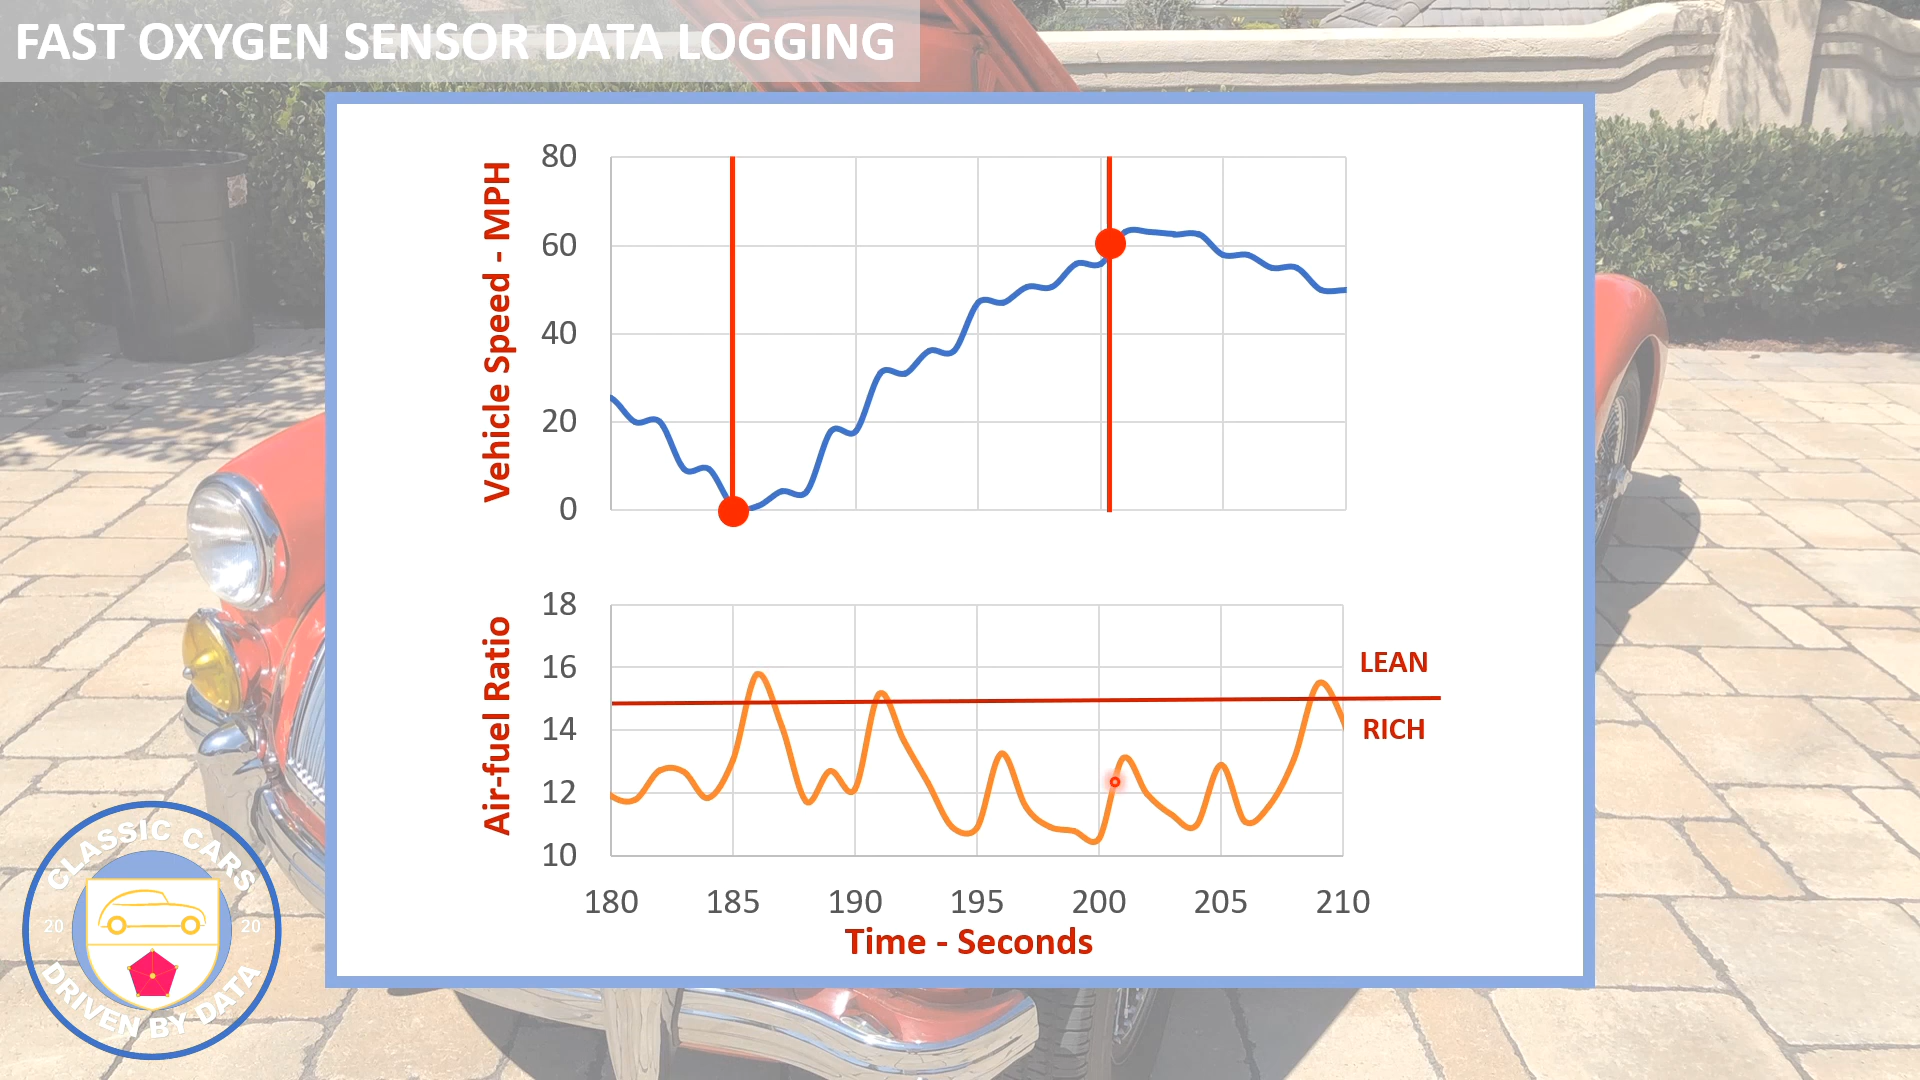 FAST OXYGEN SENSOR DATA LOGGING
Vehicle Speed - MPH
80
60
40
20
0
Air-fuel Ratio
18
16
14
12
10
LEAN
RICH
180 185 190 195 200 205 210
Time - Seconds
CLASSIC CARS
20 20
DRIVEN BY DATA